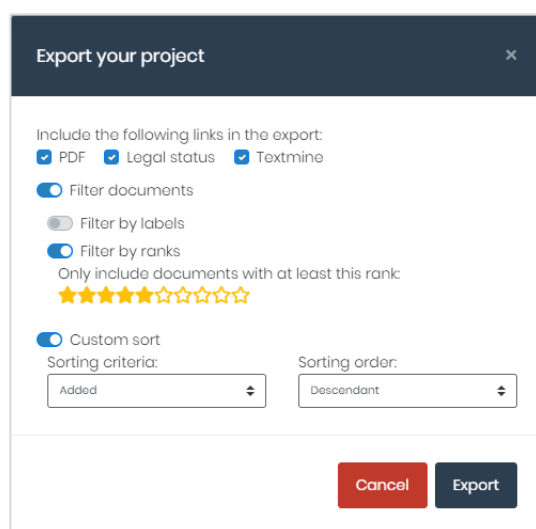 Export your project ×
Include the following links in the export:
PDF Legal status Textmine
Filter documents
Filter by labels
Filter by ranks
Only include documents with at least this rank:
Custom sort
Sorting criteria: Sorting order:
Added Descendant
Cancel Export